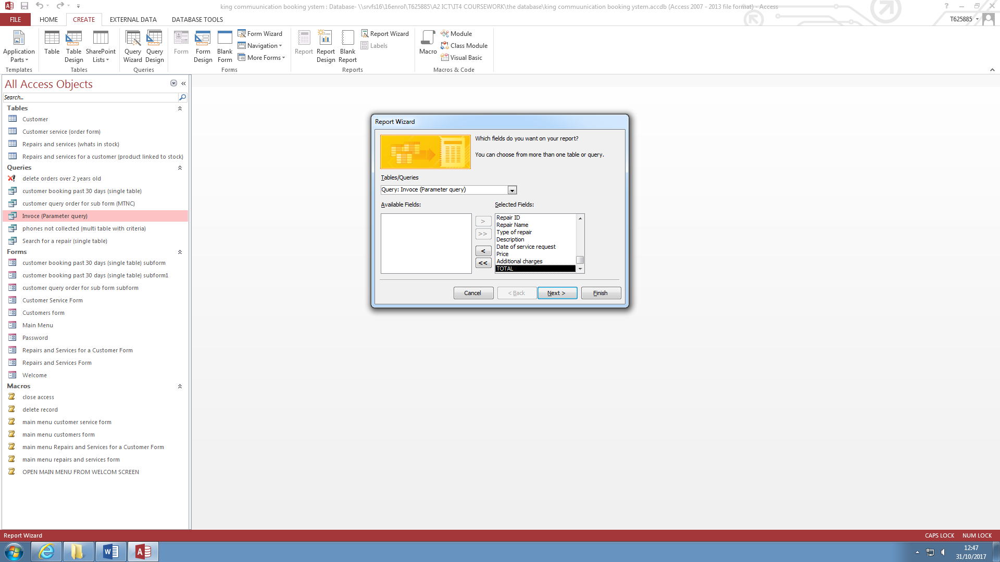 king commuunication booking ystem : Database- \\srvfs16\16enrol\T625885\A2 ICT\IT4 COURSEWORK\the database\king commuunication booking ystem.accdb (Access 2007 - 2013 file format) - Access
FILE HOME CREATE EXTERNAL DATA DATABASE TOOLS
T625885
Application Parts
Table
Table Design
SharePoint Lists
Query Wizard
Query Design
Form
Form Design
Blank Form
Form Wizard
Navigation
More Forms
Report
Report Design
Blank Report
Report Wizard
Labels
Macro
Module
Class Module
Visual Basic
Templates Tables Queries Forms Reports Macros & Code
All Access Objects
Search...
Tables
Customer
Customer service (order form)
Repairs and services (whats in stock)
Repairs and services for a customer (product linked to stock)
Queries
delete orders over 2 years old
customer booking past 30 days (single table)
customer query order for sub form (MTNC)
Invoce (Parameter query)
phones not collected (multi table with criteria)
Search for a repair (single table)
Forms
customer booking past 30 days (single table) subform
customer booking past 30 days (single table) subform1
customer query order for sub form subform
Customer Service Form
Customers form
Main Menu
Password
Repairs and Services for a Customer Form
Repairs and Services Form
Welcome
Macros
close access
delete record
main menu customer service form
main menu customers form
main menu Repairs and Services for a Customer Form
main menu repairs and services form
OPEN MAIN MENU FROM WELCOM SCREEN
Report Wizard
Which fields do you want on your report?
You can choose from more than one table or query.
Tables/Queries
Query: Invoce (Parameter query)
Available Fields: Selected Fields:
Repair ID
Repair Name
Type of repair
Description
Date of service request
Price
Additional charges
TOTAL
>
>>
<
<<
Cancel < Back Next > Finish
Report Wizard
CAPS LOCK NUM LOCK
12:47
31/10/2017